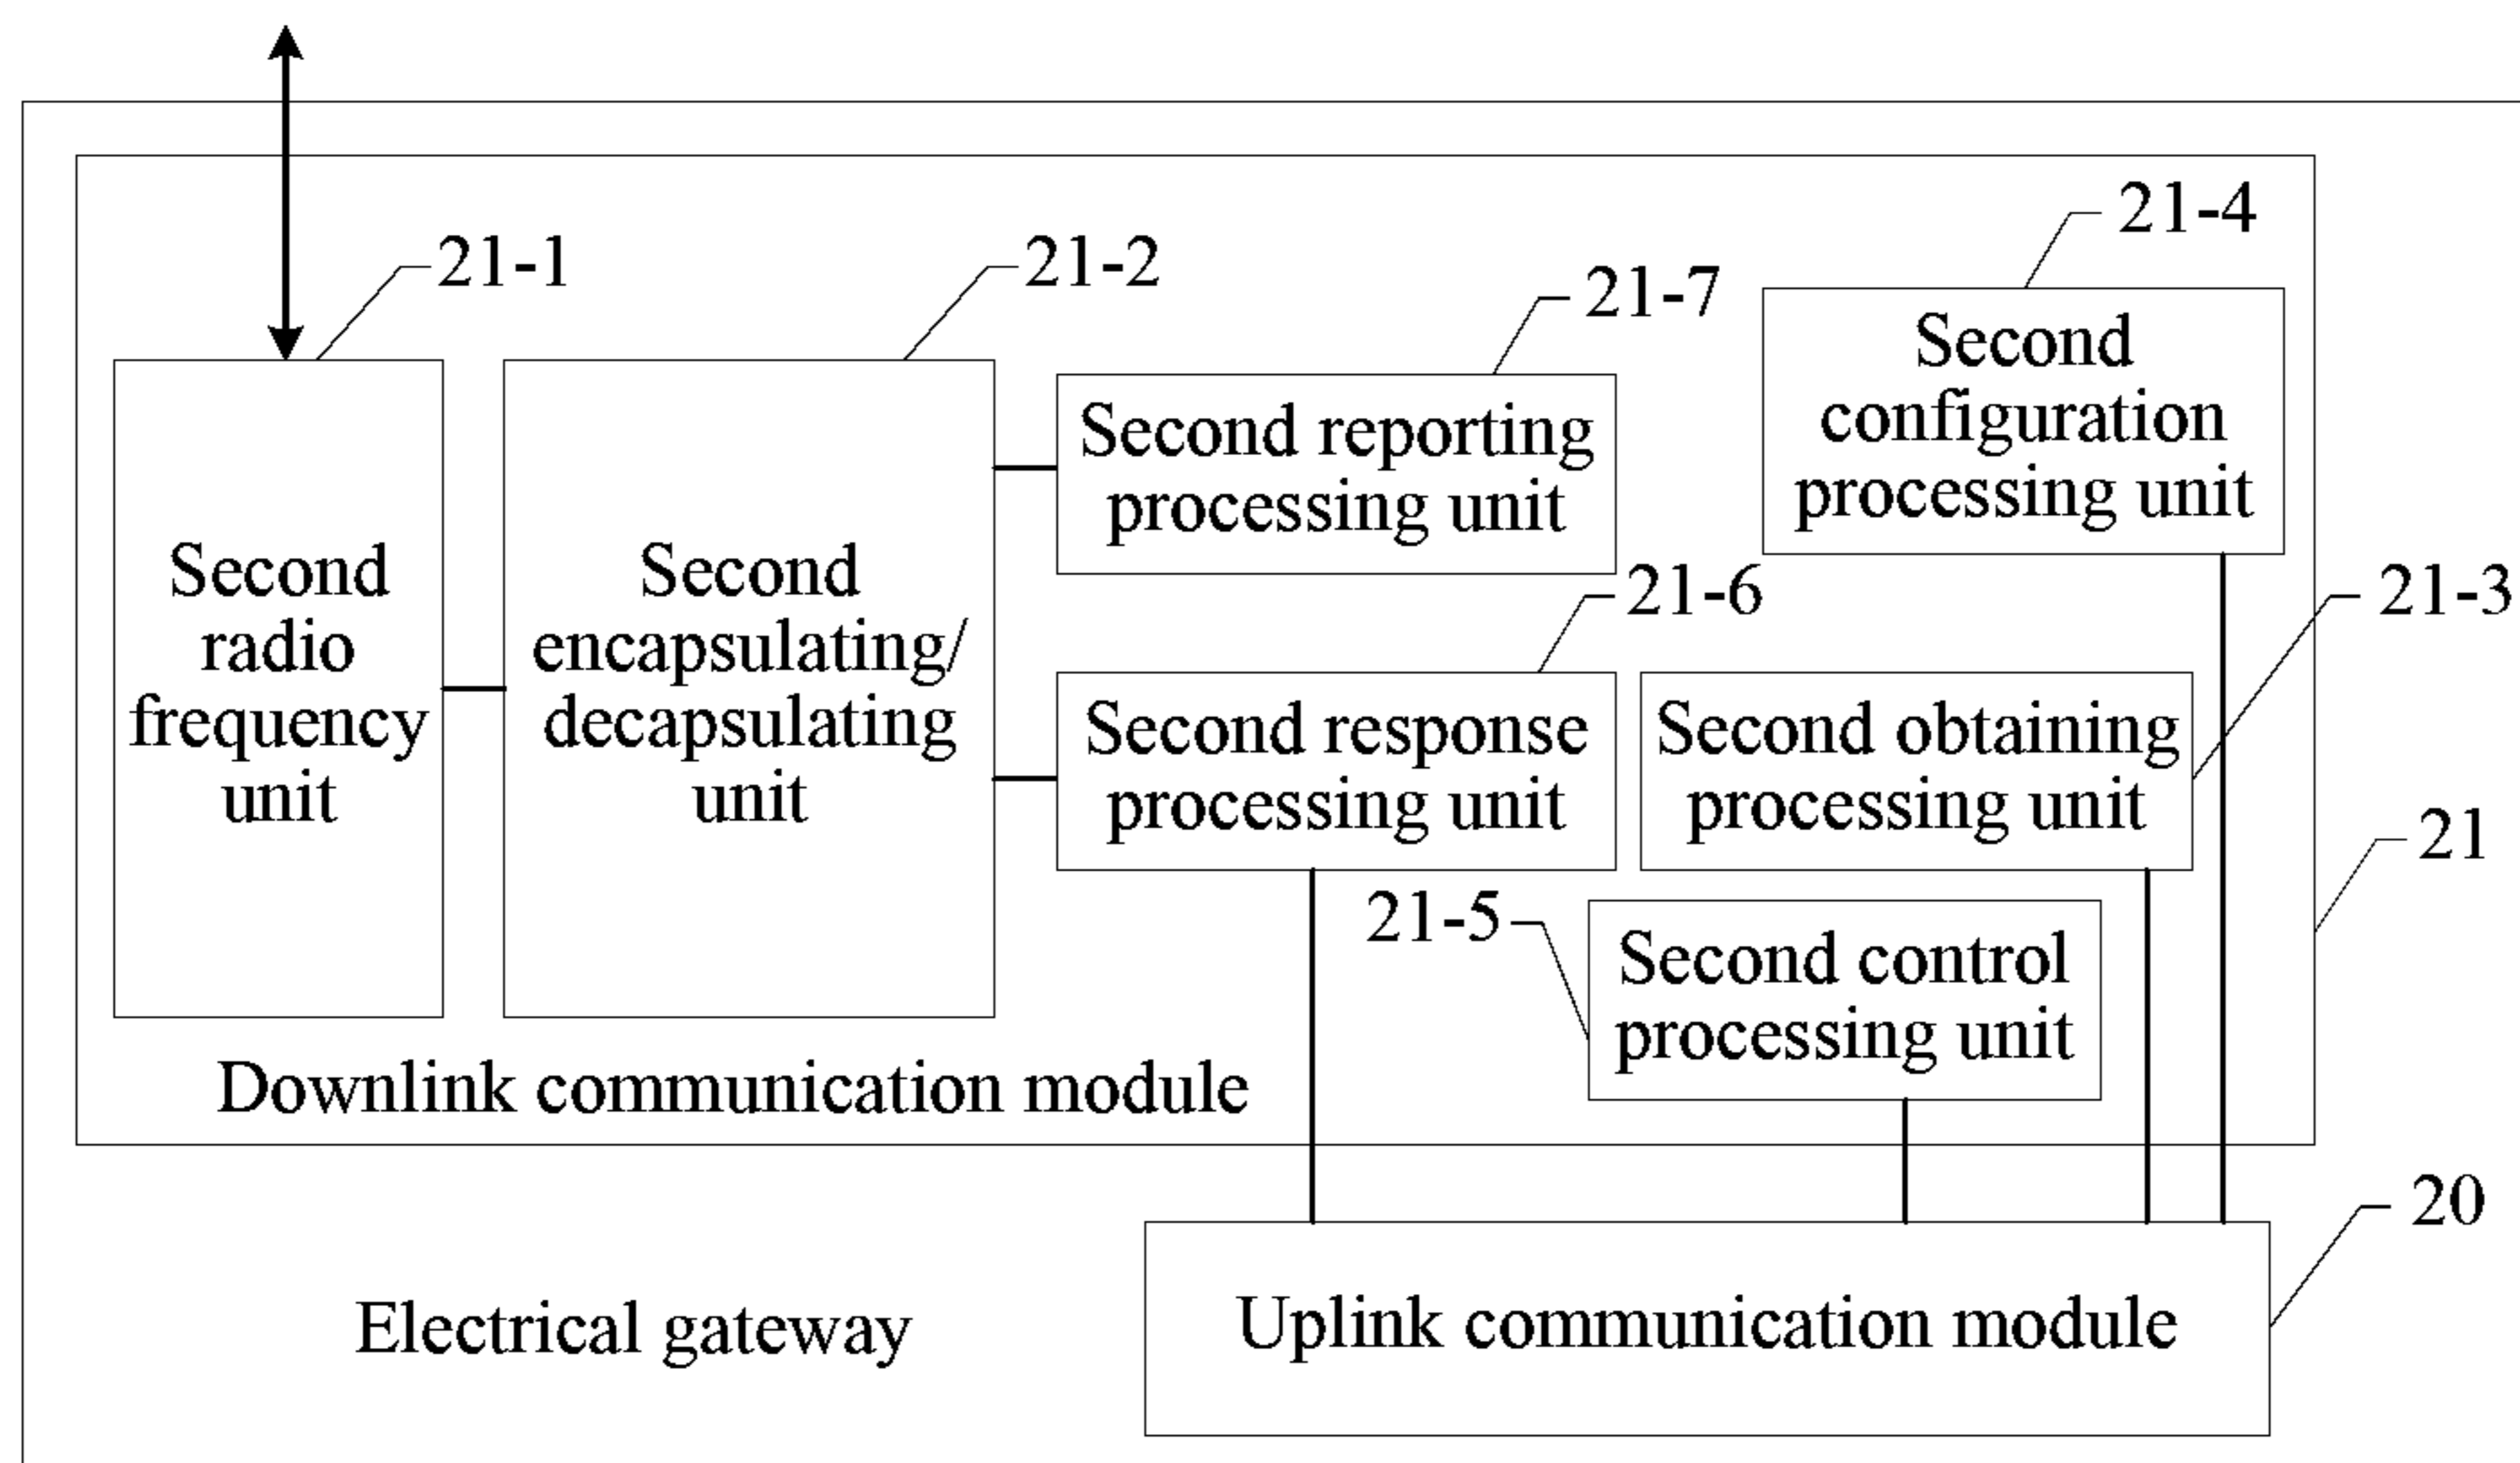 21-4
21-1
21-2
21-7
Second
configuration
processing unit
Second reporting
processing unit
Second
radio
frequency
unit
Second
encapsulating/
decapsulating
unit
21-6
21-3
Second response
processing unit
Second obtaining
processing unit
21
21-5
Second control
processing unit
Downlink communication module
20
Electrical gateway
Uplink communication module